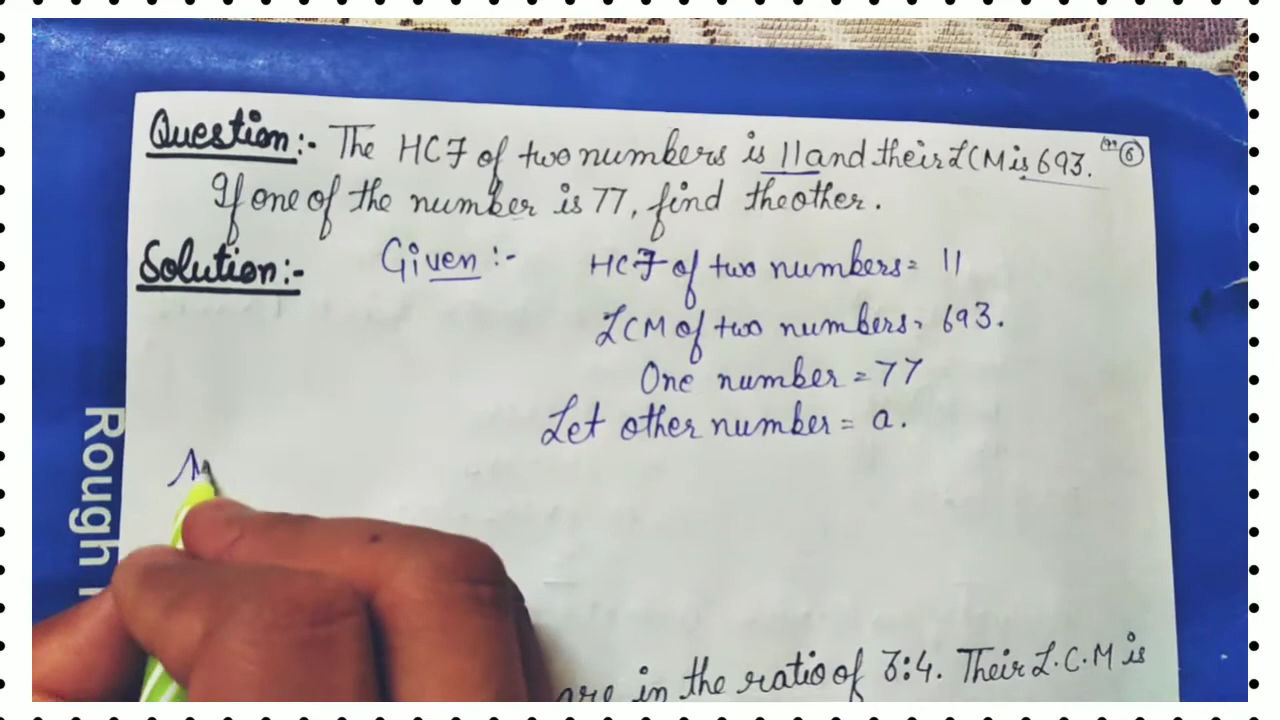 Question:- The HCF of two numbers is 11 and their LCM is 693.
6
If one of the number is 77, find the other.
Solution:- Given :- HCF of two numbers= 11
LCM of two numbers= 693.
One number = 77
Let other number = a.
Rough
are in the ratio of 3:4. Their L.C.M is